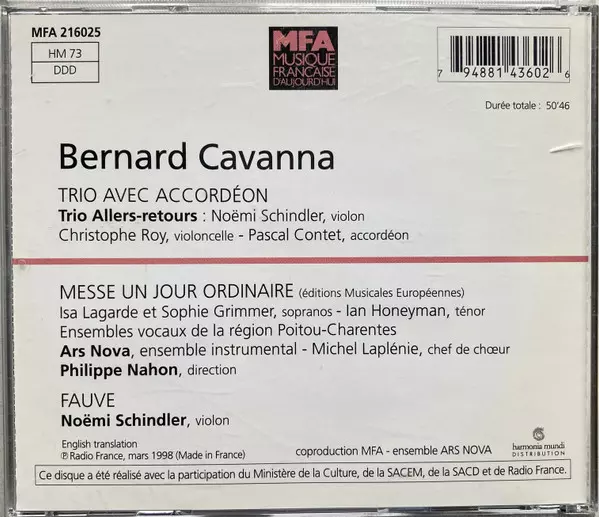 MFA 216025
HM 73
DDD
MFA
MUSIQUE
FRANÇAISE
D'AUJOURD'HUI
7 94881 43602 6
Durée totale : 50'46
Bernard Cavanna
TRIO AVEC ACCORDÉON
Trio Allers-retours : Noëmi Schindler, violon
Christophe Roy, violoncelle - Pascal Contet, accordéon
MESSE UN JOUR ORDINAIRE (éditions Musicales Européennes)
Isa Lagarde et Sophie Grimmer, sopranos - Ian Honeyman, ténor
Ensembles vocaux de la région Poitou-Charentes
Ars Nova, ensemble instrumental - Michel Laplénie, chef de chœur
Philippe Nahon, direction
FAUVE
Noëmi Schindler, violon
English translation
℗ Radio France, mars 1998 (Made in France)
coproduction MFA - ensemble ARS NOVA
harmonia mundi
DISTRIBUTION
Ce disque a été réalisé avec la participation du Ministère de la Culture, de la SACEM, de la SACD et de Radio France.